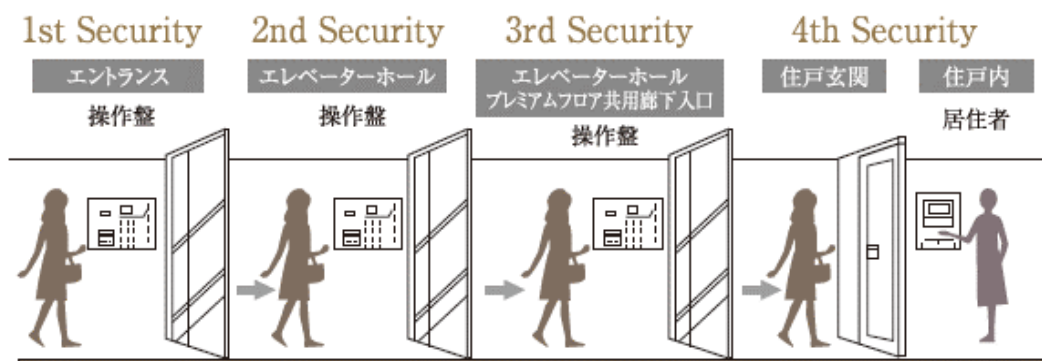 1st Security
2nd Security
3rd Security
4th Security
エントランス
エレベーターホール
エレベーターホール
プレミアムフロア共用廊下入口
住戸玄関
住戸内
操作盤
操作盤
操作盤
居住者